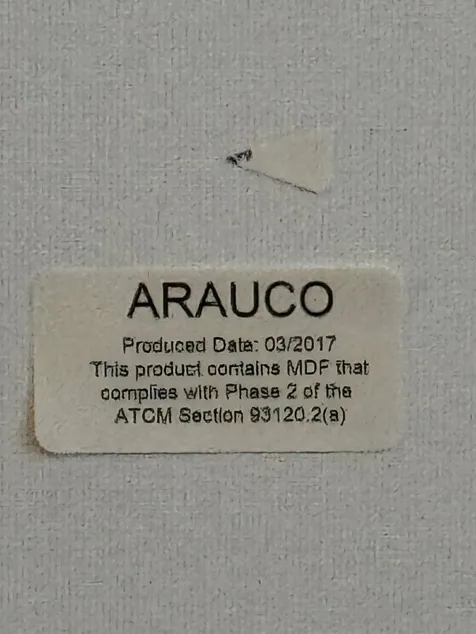 ARAUCO
Produced Date: 03/2017
This product contains MDF that
complies with Phase 2 of the
ATCM Section 93120.2(a)